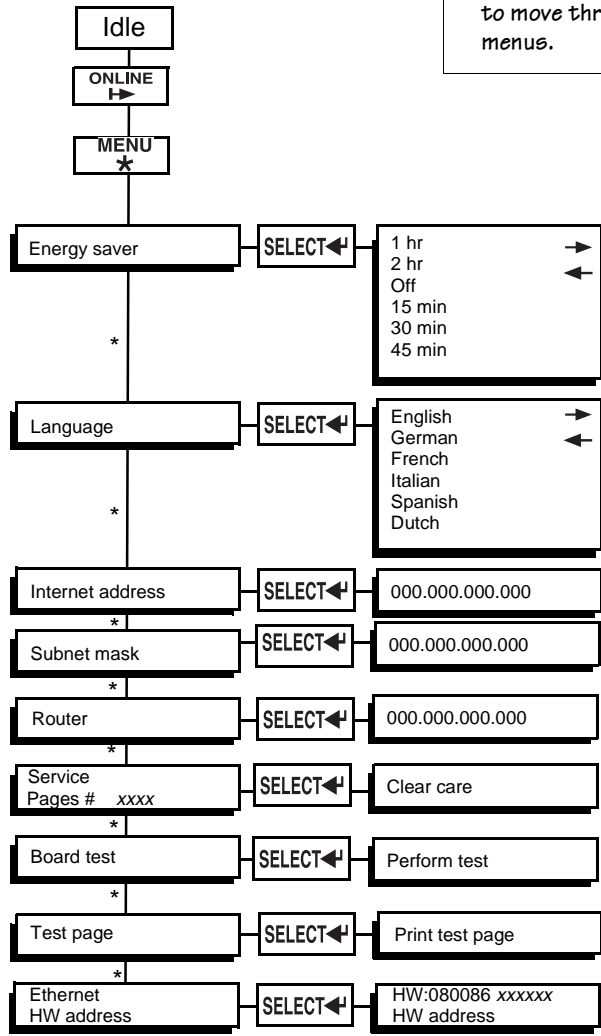 to move thr
menus.
Idle
ONLINE
MENU
*
Energy saver
SELECT
1 hr
2 hr
Off
15 min
30 min
45 min
*
Language
SELECT
English
German
French
Italian
Spanish
Dutch
*
Internet address
SELECT
000.000.000.000
*
Subnet mask
SELECT
000.000.000.000
*
Router
SELECT
000.000.000.000
*
Service
Pages # xxxx
SELECT
Clear care
*
Board test
SELECT
Perform test
*
Test page
SELECT
Print test page
*
Ethernet
HW address
SELECT
HW:080086 xxxxxx
HW address